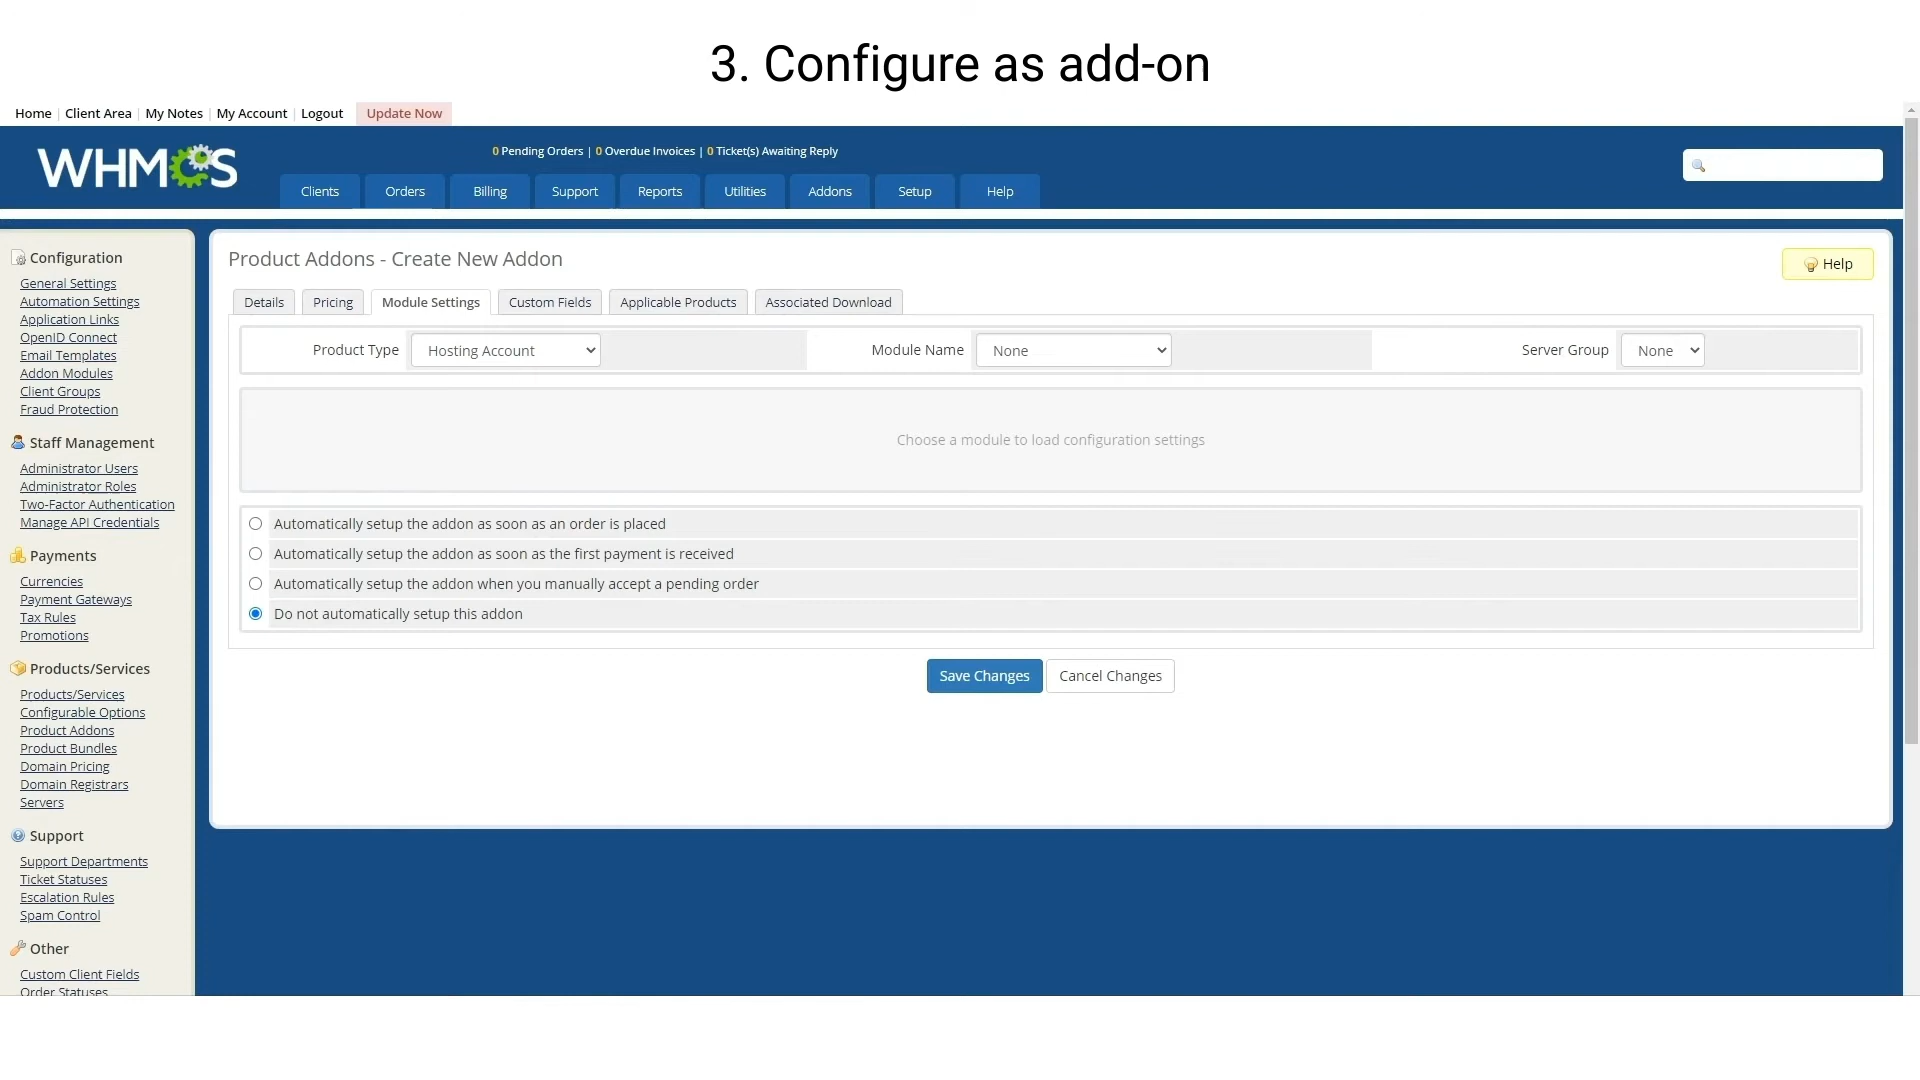 3. Configure as add-on
Home | Client Area | My Notes | My Account | Logout Update Now
WHMCS
0 Pending Orders | 0 Overdue Invoices | 0 Ticket(s) Awaiting Reply
Clients Orders Billing Support Reports Utilities Addons Setup Help
Configuration
General Settings
Automation Settings
Application Links
OpenID Connect
Email Templates
Addon Modules
Client Groups
Fraud Protection
Staff Management
Administrator Users
Administrator Roles
Two-Factor Authentication
Manage API Credentials
Payments
Currencies
Payment Gateways
Tax Rules
Promotions
Products/Services
Products/Services
Configurable Options
Product Addons
Product Bundles
Domain Pricing
Domain Registrars
Servers
Support
Support Departments
Ticket Statuses
Escalation Rules
Spam Control
Other
Custom Client Fields
Order Statuses
Product Addons - Create New Addon
Help
Details Pricing Module Settings Custom Fields Applicable Products Associated Download
Product Type Hosting Account Module Name None Server Group None
Choose a module to load configuration settings
Automatically setup the addon as soon as an order is placed
Automatically setup the addon as soon as the first payment is received
Automatically setup the addon when you manually accept a pending order
Do not automatically setup this addon
Save Changes Cancel Changes